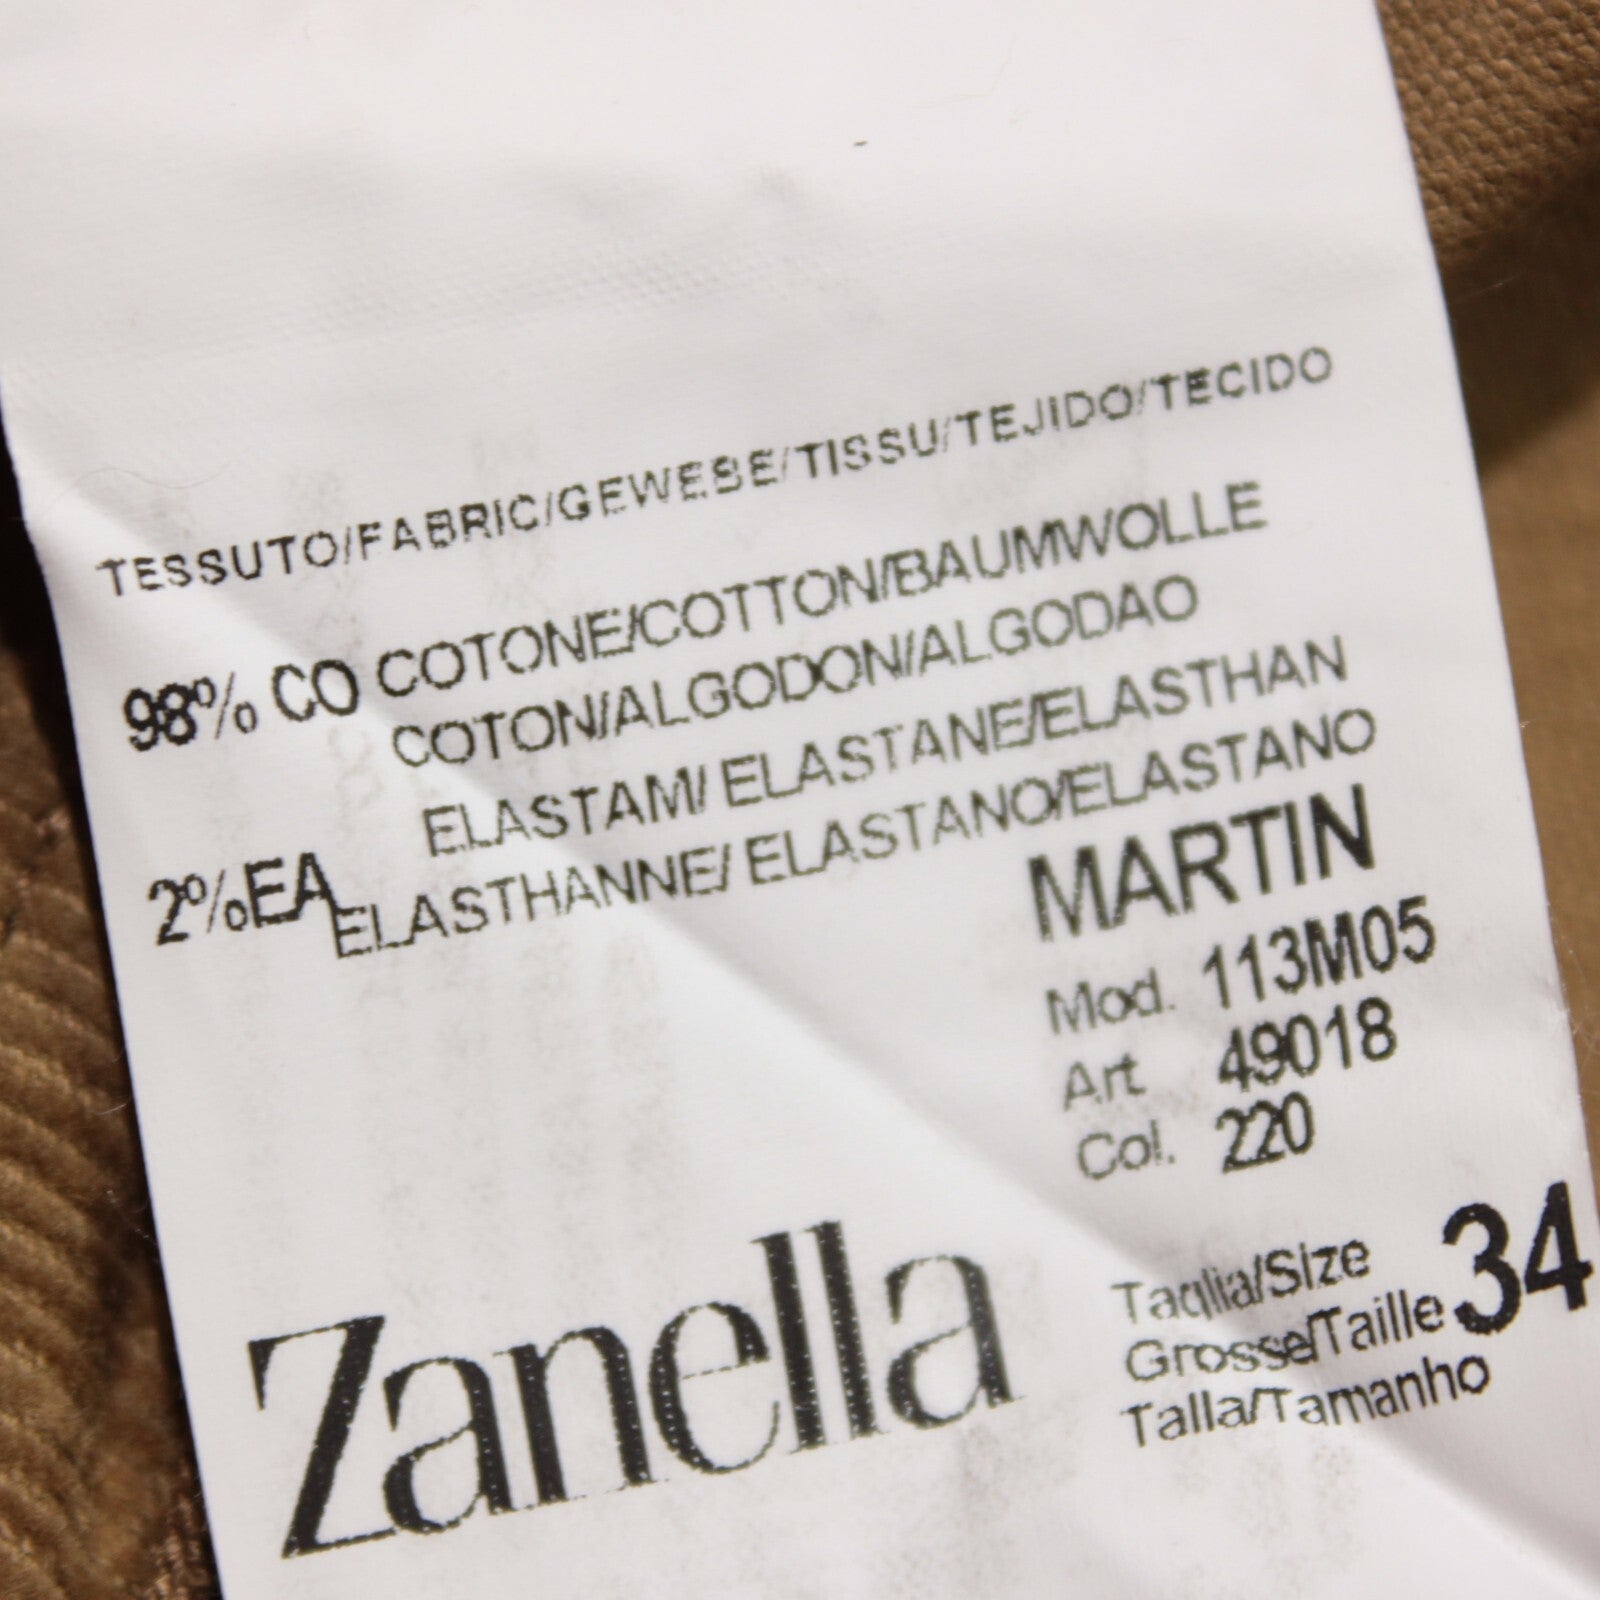 TESSUTO/FABRIC/GEWEBE/TISSU/TEJIDO/TECIDO
98% CO COTONE/COTTON/BAUMWOLLE
COTON/ALGODON/ALGODAO
ELASTAM/ ELASTANE/ELASTHAN
2%EA ELASTHANNE/ ELASTANO/ELASTANO
MARTIN
Mod. 113M05
Art 49018
Col. 220
Zanella
Taglia/Size
Grosse/Taille 34
Talla/Tamanho